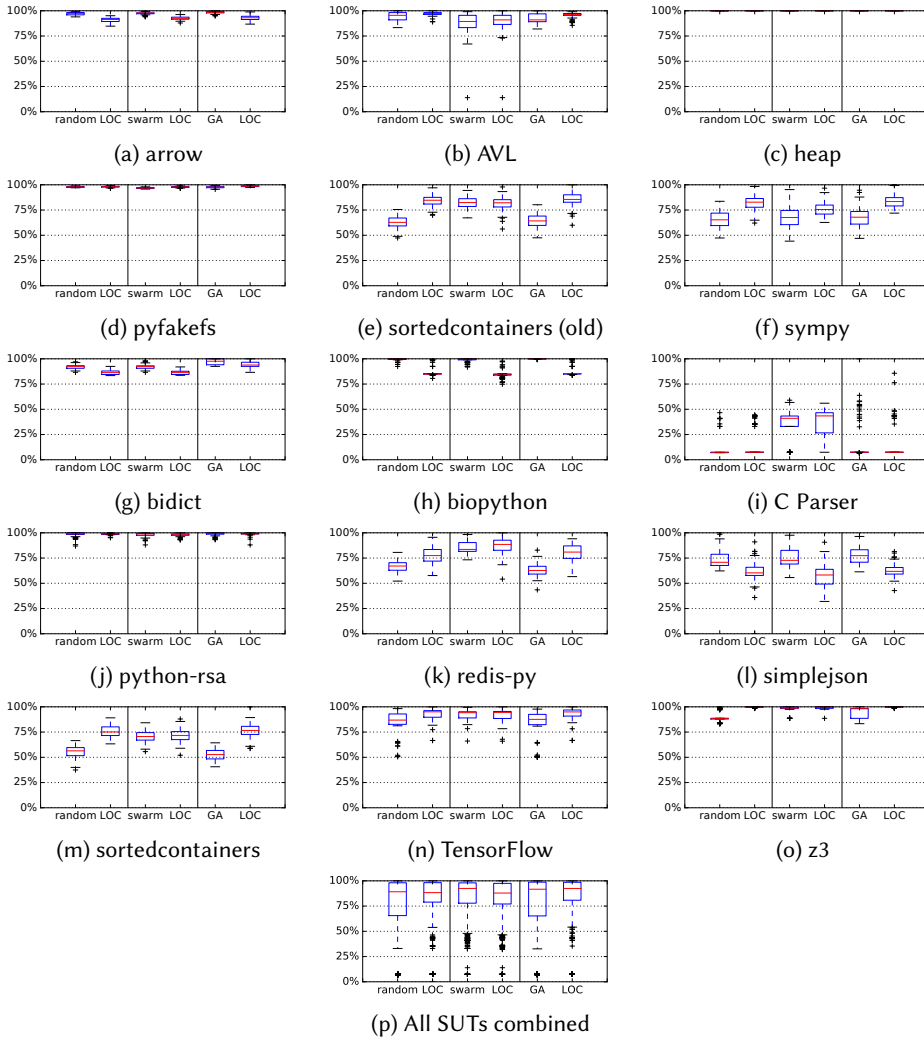 100% 100% 100%
75% 75% 75%
50% 50% 50%
25% 25% 25%
0% 0% 0%
random LOC swarm LOC GA LOC random LOC swarm LOC GA LOC random LOC swarm LOC GA LOC
(a) arrow (b) AVL (c) heap
100% 100% 100%
75% 75% 75%
50% 50% 50%
25% 25% 25%
0% 0% 0%
random LOC swarm LOC GA LOC random LOC swarm LOC GA LOC random LOC swarm LOC GA LOC
(d) pyfakefs (e) sortedcontainers (old) (f) sympy
100% 100% 100%
75% 75% 75%
50% 50% 50%
25% 25% 25%
0% 0% 0%
random LOC swarm LOC GA LOC random LOC swarm LOC GA LOC random LOC swarm LOC GA LOC
(g) bidict (h) biopython (i) C Parser
100% 100% 100%
75% 75% 75%
50% 50% 50%
25% 25% 25%
0% 0% 0%
random LOC swarm LOC GA LOC random LOC swarm LOC GA LOC random LOC swarm LOC GA LOC
(j) python-rsa (k) redis-py (l) simplejson
100% 100% 100%
75% 75% 75%
50% 50% 50%
25% 25% 25%
0% 0% 0%
random LOC swarm LOC GA LOC random LOC swarm LOC GA LOC random LOC swarm LOC GA LOC
(m) sortedcontainers (n) TensorFlow (o) z3
100%
75%
50%
25%
0%
random LOC swarm LOC GA LOC
(p) All SUTs combined